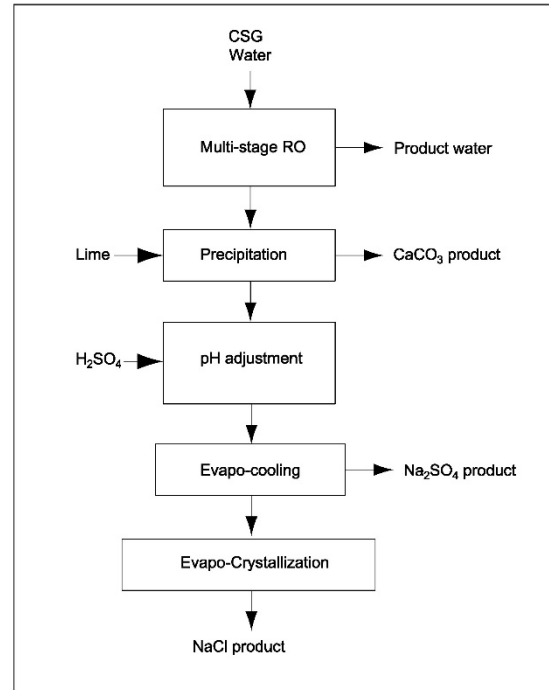 CSG
Water
Multi-stage RO
Product water
Lime
Precipitation
CaCO₃ product
H₂SO₄
pH adjustment
Evapo-cooling
Na₂SO₄ product
Evapo-Crystallization
NaCl product